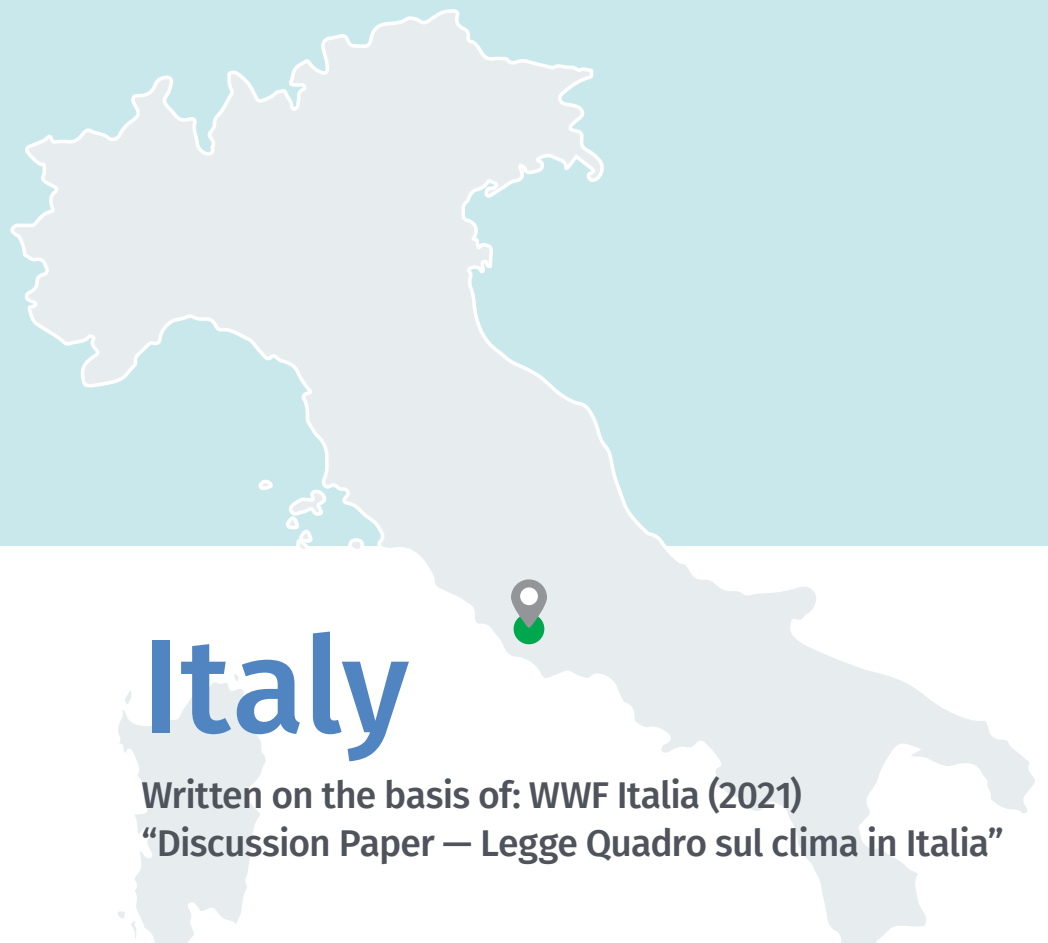 Italy
Written on the basis of: WWF Italia (2021)
“Discussion Paper — Legge Quadro sul clima in Italia”